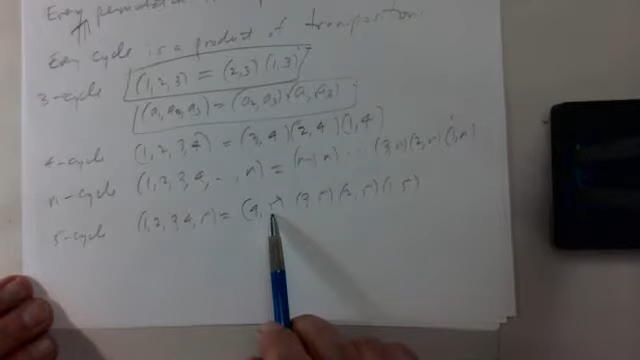 Every permutation is
Every cycle is a product of transpositions.
3-cycle (1,2,3) = (2,3)(1,3)
(a₁,a₂,a₃) = (a₂,a₃)(a₁,a₃)
4-cycle (1,2,3,4) = (3,4)(2,4)(1,4)
n-cycle (1,2,3,4,...,n) = (n-1,n)...(3,n)(2,n)(1,n)
5-cycle (1,2,3,4,5) = (4,5)(3,5)(2,5)(1,5)